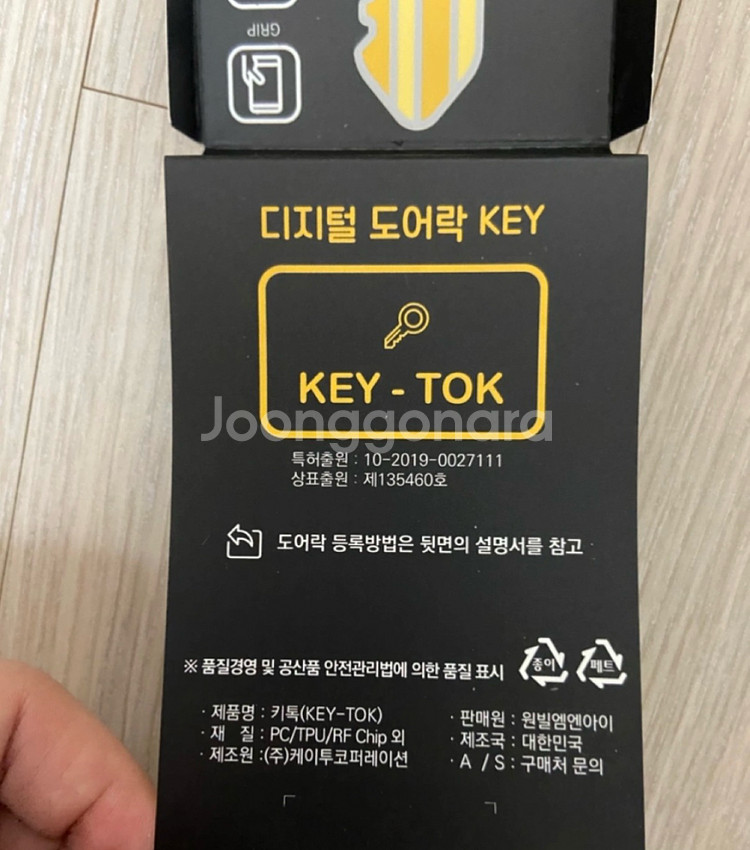 GRIP
디지털 도어락 KEY
KEY - TOK
Joonggonara
특허출원 : 10-2019-0027111
상표출원 : 제135460호
도어락 등록방법은 뒷면의 설명서를 참고
※ 품질경영 및 공산품 안전관리법에 의한 품질 표시
종이 페트
· 제품명 : 키톡(KEY-TOK)
· 재 질 : PC/TPU/RF Chip 외
· 제조원 :(주)케이투코퍼레이션
· 판매원 : 원빌엠엔아이
· 제조국 : 대한민국
· A / S : 구매처 문의